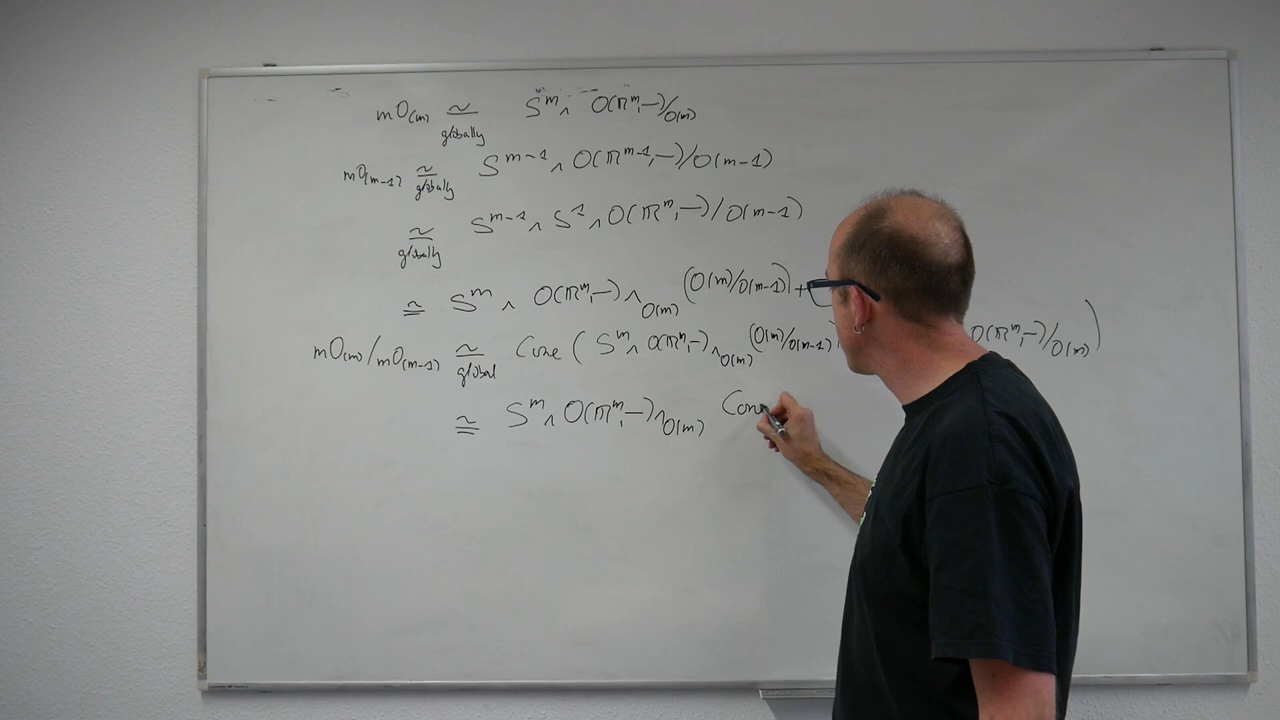 mO(m) ≃ globally S^m ∧ O(ℝ^m,-)/O(m)
mO(m-1) ≃ globally S^{m-1} ∧ O(ℝ^{m-1},-)/O(m-1)
≃ globally S^{m-1} ∧ S^1 ∧ O(ℝ^m,-)/O(m-1)
≅ S^m ∧ O(ℝ^m,-) ∧_{O(m)} (O(m)/O(m-1))+
mO(m)/mO(m-1) ≃ global Cone ( S^m ∧ O(ℝ^m,-) ∧_{O(m)} (O(m)/O(m-1)) O(ℝ^m,-)/O(m) )
≅ S^m ∧ O(ℝ^m,-) ∧_{O(m)} Con